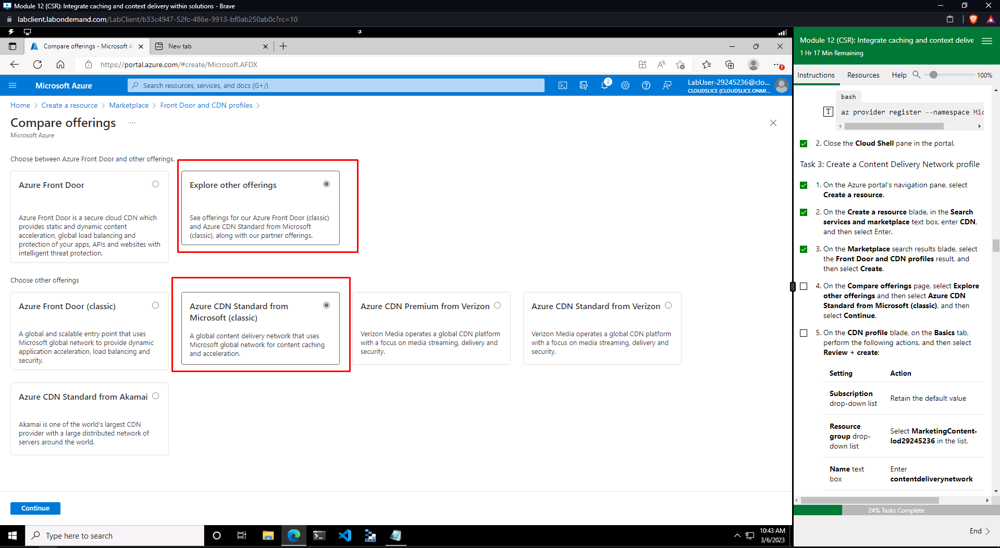 Module 12 (CSR): Integrate caching and context delivery within solutions - Brave
labclient.labondemand.com/LabClient/b33c4947-52fc-486e-9913-bf0ab250ab0c?rc=10
Compare offerings - Microsoft A
New tab
https://portal.azure.com/#create/Microsoft.AFDX
Microsoft Azure
Search resources, services, and docs (G+/)
2
LabUser-29245236@clo...
CLOUDSLICE (CLOUDSLICE.ONMI...
Home > Create a resource > Marketplace > Front Door and CDN profiles >
Compare offerings ...
Microsoft Azure
Choose between Azure Front Door and other offerings.
Azure Front Door
Azure Front Door is a secure cloud CDN which
provides static and dynamic content
acceleration, global load balancing and
protection of your apps, APIs and websites with
intelligent threat protection.
Explore other offerings
See offerings for our Azure Front Door (classic)
and Azure CDN Standard from Microsoft
(classic), along with our partner offerings.
Choose other offerings
Azure Front Door (classic)
A global and scalable entry point that uses
Microsoft global network to provide dynamic
application acceleration, load balancing and
security.
Azure CDN Standard from
Microsoft (classic)
A global content delivery network that uses
Microsoft global network for content caching
and acceleration.
Azure CDN Premium from Verizon
Verizon Media operates a global CDN platform
with a focus on media streaming, delivery and
security.
Azure CDN Standard from Verizon
Verizon Media operates a global CDN platform
with a focus on media streaming, delivery and
security.
Azure CDN Standard from Akamai
Akamai is one of the world's largest CDN
provider with a large distributed network of
servers around the world.
Continue
Type here to search
10:43 AM
3/6/2023
Module 12 (CSR): Integrate caching and context delive
1 Hr 17 Min Remaining
Instructions Resources Help 100%
bash
T az provider register --namespace Mic
2. Close the Cloud Shell pane in the portal.
Task 3: Create a Content Delivery Network profile
1. On the Azure portal's navigation pane, select
Create a resource.
2. On the Create a resource blade, in the Search
services and marketplace text box, enter CDN,
and then select Enter.
3. On the Marketplace search results blade, select
the Front Door and CDN profiles result, and
then select Create.
4. On the Compare offerings page, select Explore
other offerings and then select Azure CDN
Standard from Microsoft (classic), and then
select Continue.
5. On the CDN profile blade, on the Basics tab,
perform the following actions, and then select
Review + create:
Setting Action
Subscription
drop-down list
Retain the default value
Resource
group drop-
down list
Select MarketingContent-
lod29245236 in the list.
Name text
box
Enter
contentdeliverynetwork
24% Tasks Complete
End >